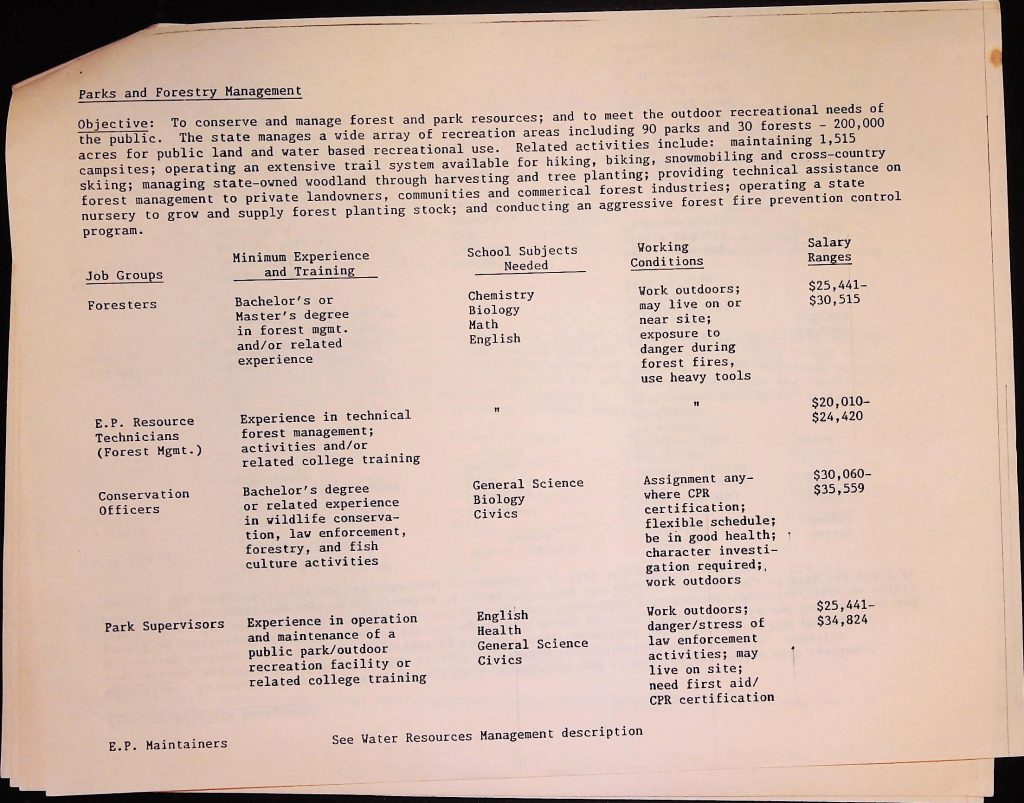 Parks and Forestry Management
Objective: To conserve and manage forest and park resources; and to meet the outdoor recreational needs of
the public. The state manages a wide array of recreation areas including 90 parks and 30 forests - 200,000
acres for public land and water based recreational use. Related activities include: maintaining 1,515
campsites; operating an extensive trail system available for hiking, biking, snowmobiling and cross-country
skiing; managing state-owned woodland through harvesting and tree planting; providing technical assistance on
forest management to private landowners, communities and commerical forest industries; operating a state
nursery to grow and supply forest planting stock; and conducting an aggressive forest fire prevention control
program.
Job Groups
Minimum Experience
and Training
School Subjects
Needed
Working
Conditions
Salary
Ranges
Foresters
Bachelor's or
Master's degree
in forest mgmt.
and/or related
experience
Chemistry
Biology
Math
English
Work outdoors;
may live on or
near site;
exposure to
danger during
forest fires,
use heavy tools
$25,441-
$30,515
E.P. Resource
Technicians
(Forest Mgmt.)
Experience in technical
forest management;
activities and/or
related college training
"
"
$20,010-
$24,420
Conservation
Officers
Bachelor's degree
or related experience
in wildlife conserva-
tion, law enforcement,
forestry, and fish
culture activities
General Science
Biology
Civics
Assignment any-
where CPR
certification;
flexible schedule;
be in good health;
character investi-
gation required;
work outdoors
$30,060-
$35,559
Park Supervisors
Experience in operation
and maintenance of a
public park/outdoor
recreation facility or
related college training
English
Health
General Science
Civics
Work outdoors;
danger/stress of
law enforcement
activities; may
live on site;
need first aid/
CPR certification
$25,441-
$34,824
E.P. Maintainers
See Water Resources Management description